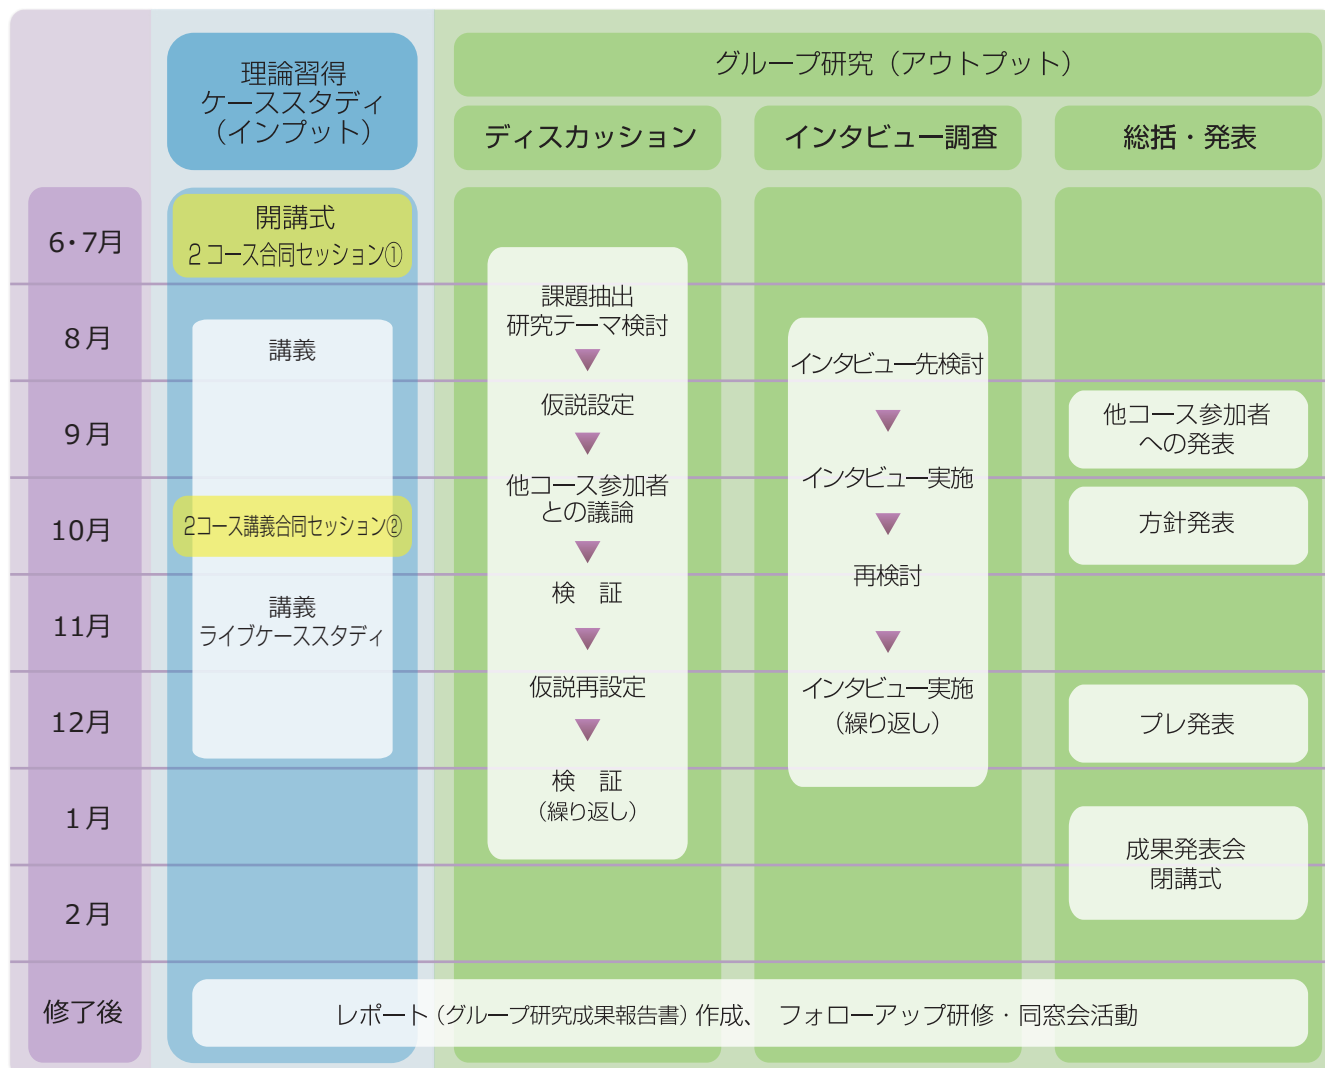 理論習得
ケーススタディ
（インプット）
グループ研究（アウトプット）
ディスカッション
インタビュー調査
総括・発表
6・7月
開講式
2コース合同セッション①
8月
講義
課題抽出
研究テーマ検討
インタビュー先検討
9月
仮説設定
他コース参加者
への発表
10月
2コース講義合同セッション②
他コース参加者
との議論
インタビュー実施
方針発表
11月
講義
ライブケーススタディ
検　証
再検討
12月
仮説再設定
インタビュー実施
（繰り返し）
プレ発表
1月
検　証
（繰り返し）
成果発表会
閉講式
2月
修了後
レポート（グループ研究成果報告書）作成、　フォローアップ研修・同窓会活動